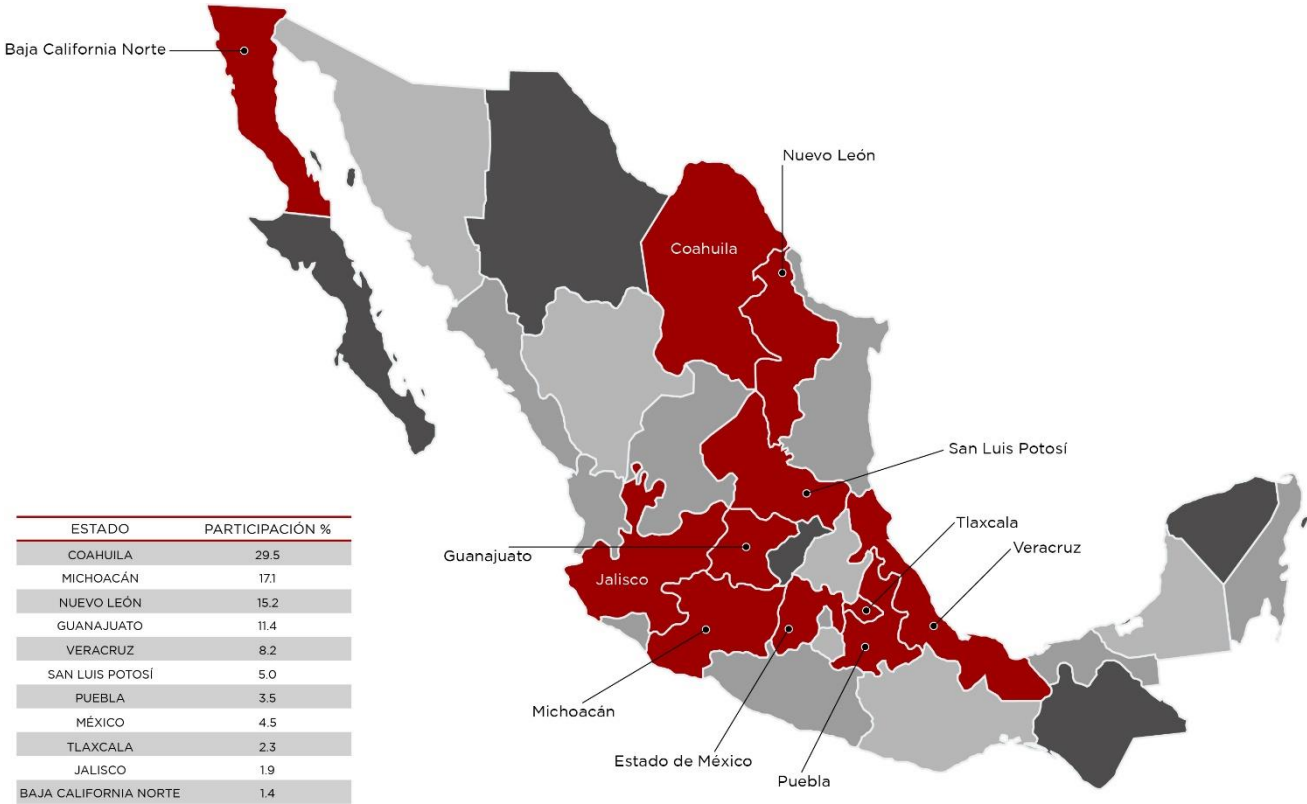 Baja California Norte
Nuevo León
Coahuila
San Luis Potosí
Tlaxcala
Veracruz
Guanajuato
Jalisco
Michoacán
Estado de México
Puebla
ESTADO PARTICIPACIÓN %
COAHUILA 29.5
MICHOACÁN 17.1
NUEVO LEÓN 15.2
GUANAJUATO 11.4
VERACRUZ 8.2
SAN LUIS POTOSÍ 5.0
PUEBLA 3.5
MÉXICO 4.5
TLAXCALA 2.3
JALISCO 1.9
BAJA CALIFORNIA NORTE 1.4